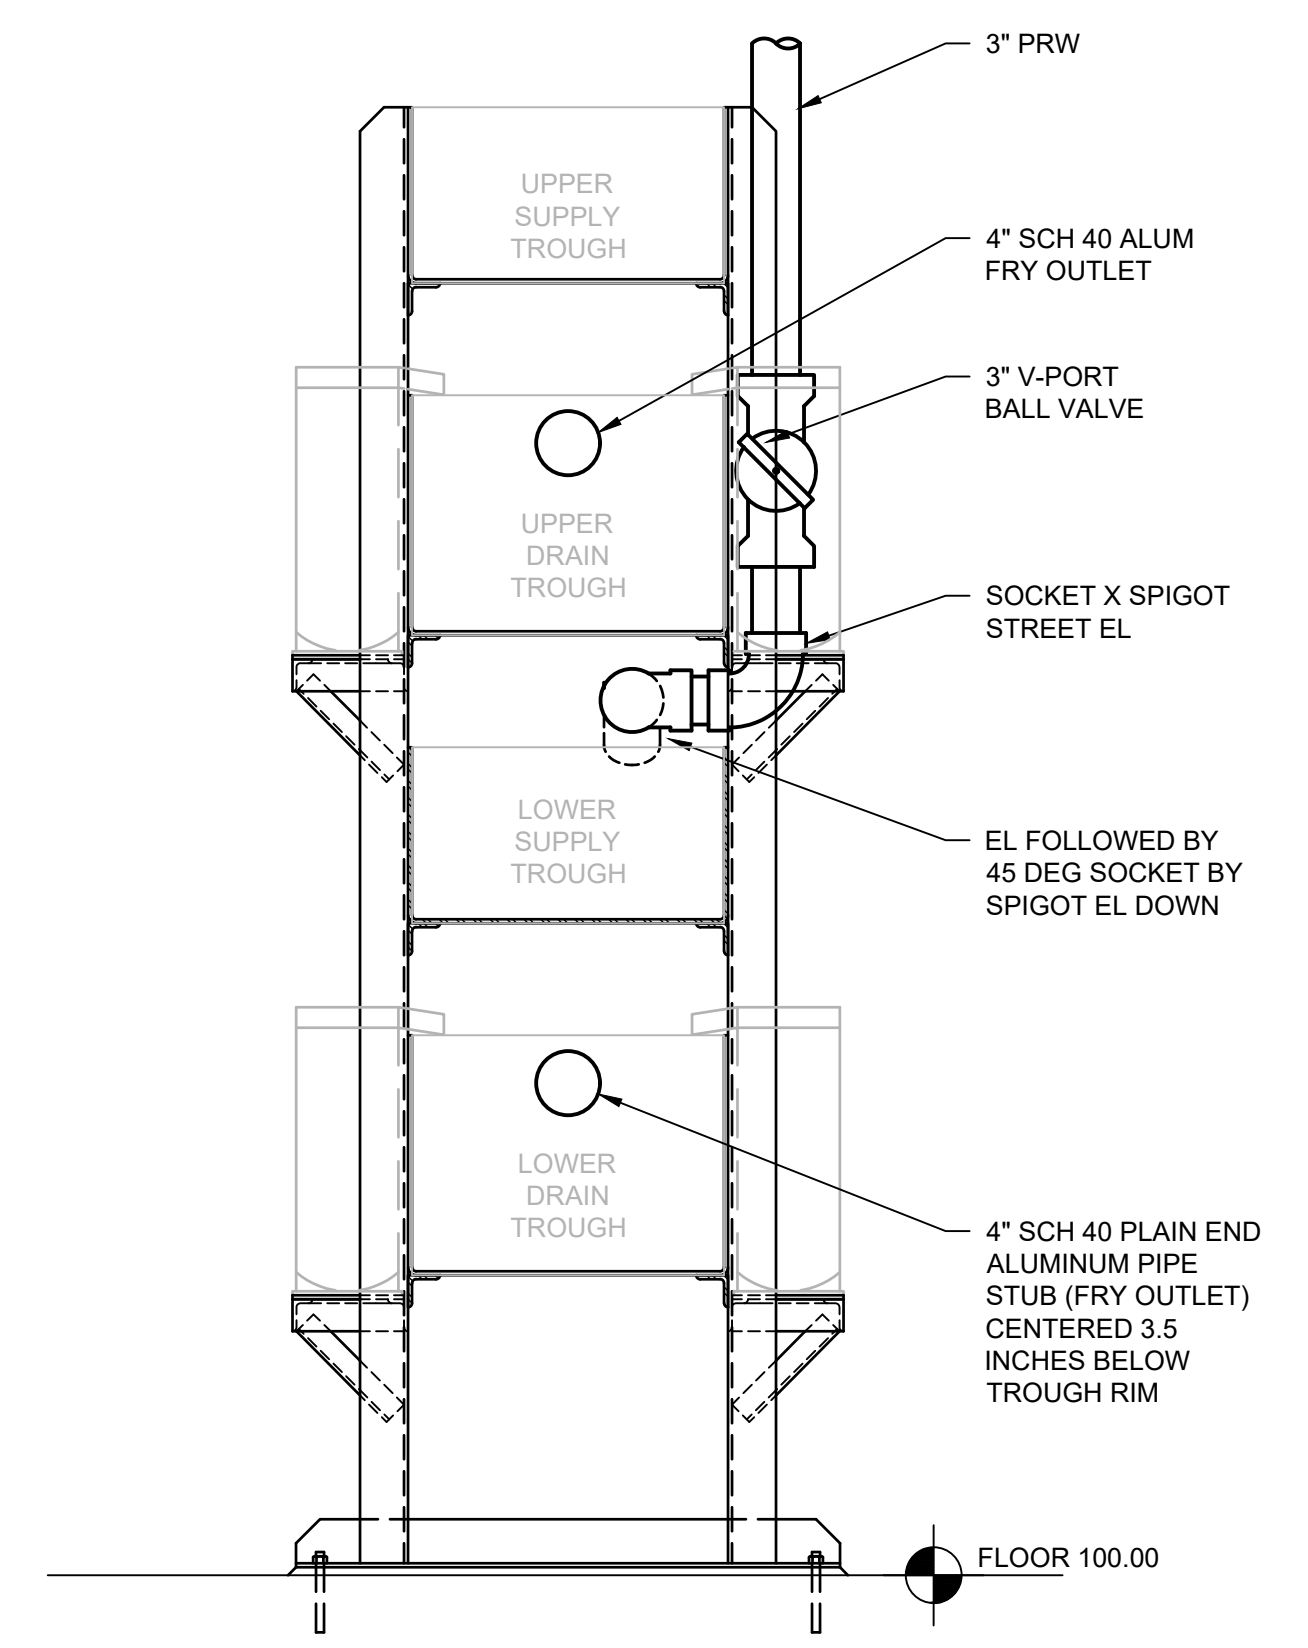 3" PRW
UPPER
SUPPLY
TROUGH
4" SCH 40 ALUM
FRY OUTLET
3" V-PORT
BALL VALVE
UPPER
DRAIN
TROUGH
SOCKET X SPIGOT
STREET EL
LOWER
SUPPLY
TROUGH
EL FOLLOWED BY
45 DEG SOCKET BY
SPIGOT EL DOWN
LOWER
DRAIN
TROUGH
4" SCH 40 PLAIN END
ALUMINUM PIPE
STUB (FRY OUTLET)
CENTERED 3.5
INCHES BELOW
TROUGH RIM
FLOOR 100.00